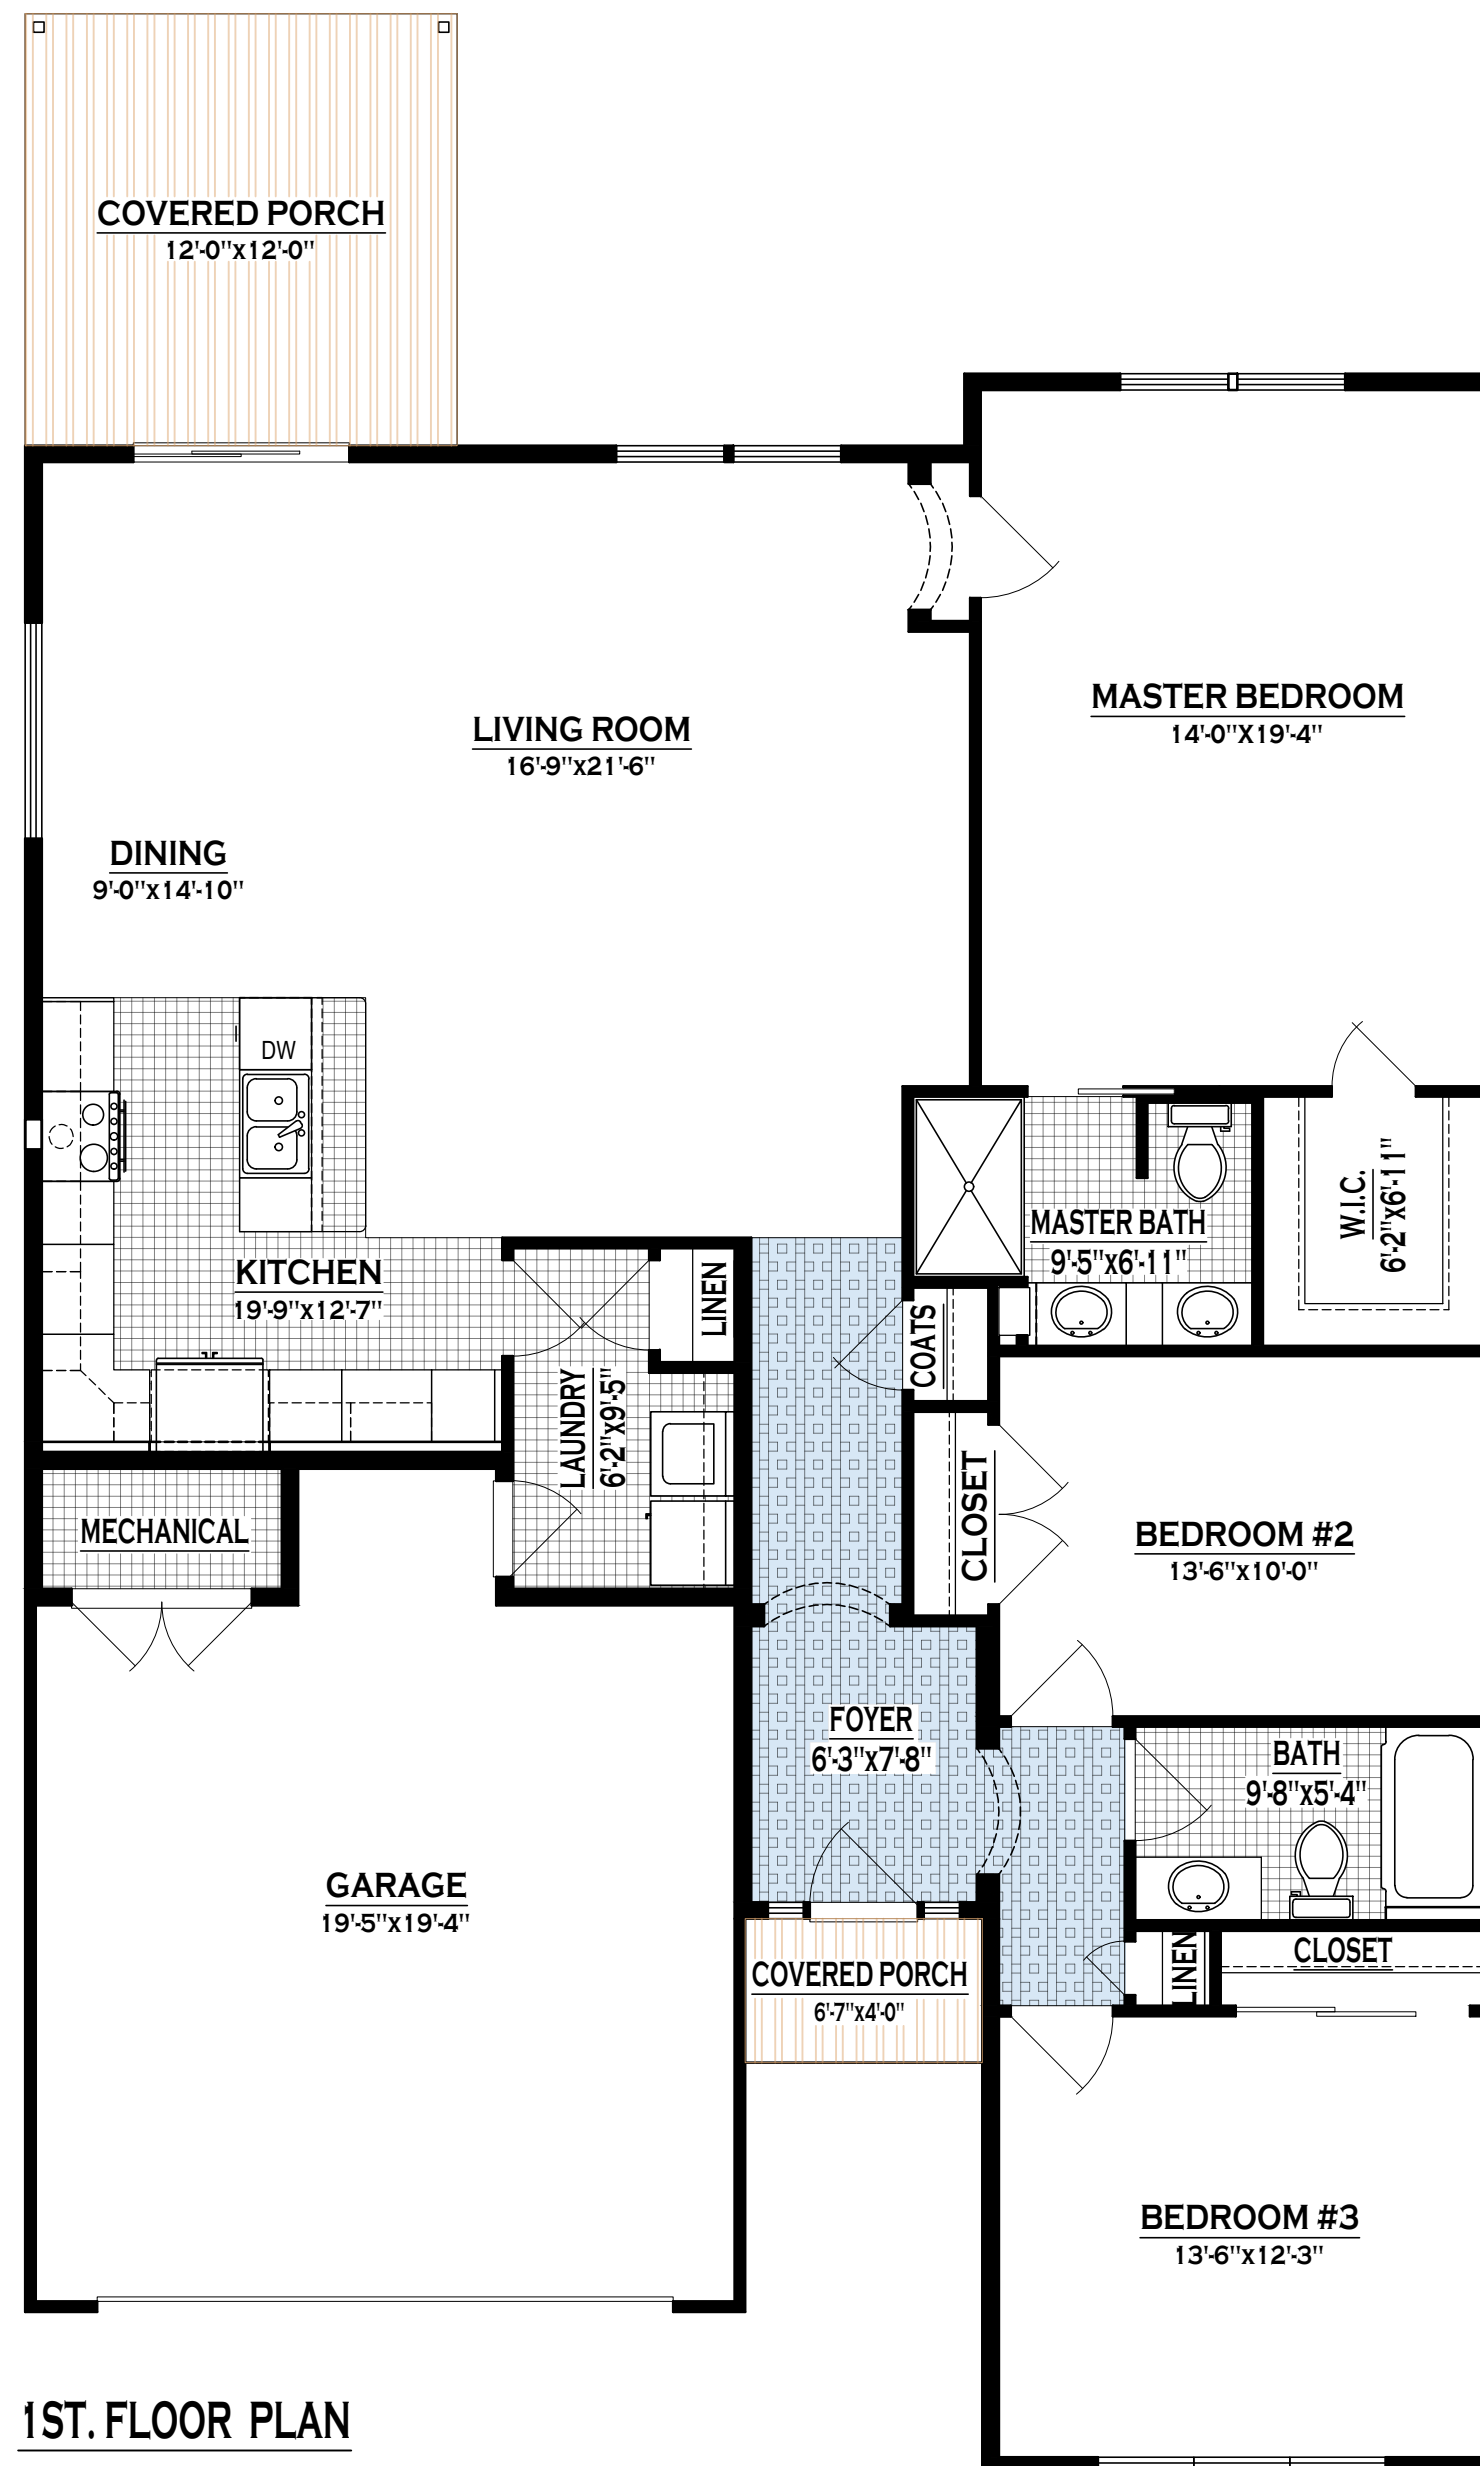 COVERED PORCH
12'-0"x12'-0"
MASTER BEDROOM
14'-0"X19'-4"
LIVING ROOM
16'-9"x21'-6"
DINING
9'-0"x14'-10"
DW
MASTER BATH
9'-5"x6'-11"
W.I.C.
6'-2"x6'-11"
KITCHEN
19'-9"x12'-7"
LINEN
COATS
LAUNDRY
6'-2"x9'-5"
CLOSET
MECHANICAL
BEDROOM #2
13'-6"x10'-0"
FOYER
6'-3"x7'-8"
BATH
9'-8"x5'-4"
GARAGE
19'-5"x19'-4"
COVERED PORCH
6'-7"x4'-0"
LINEN
CLOSET
BEDROOM #3
13'-6"x12'-3"
1ST. FLOOR PLAN